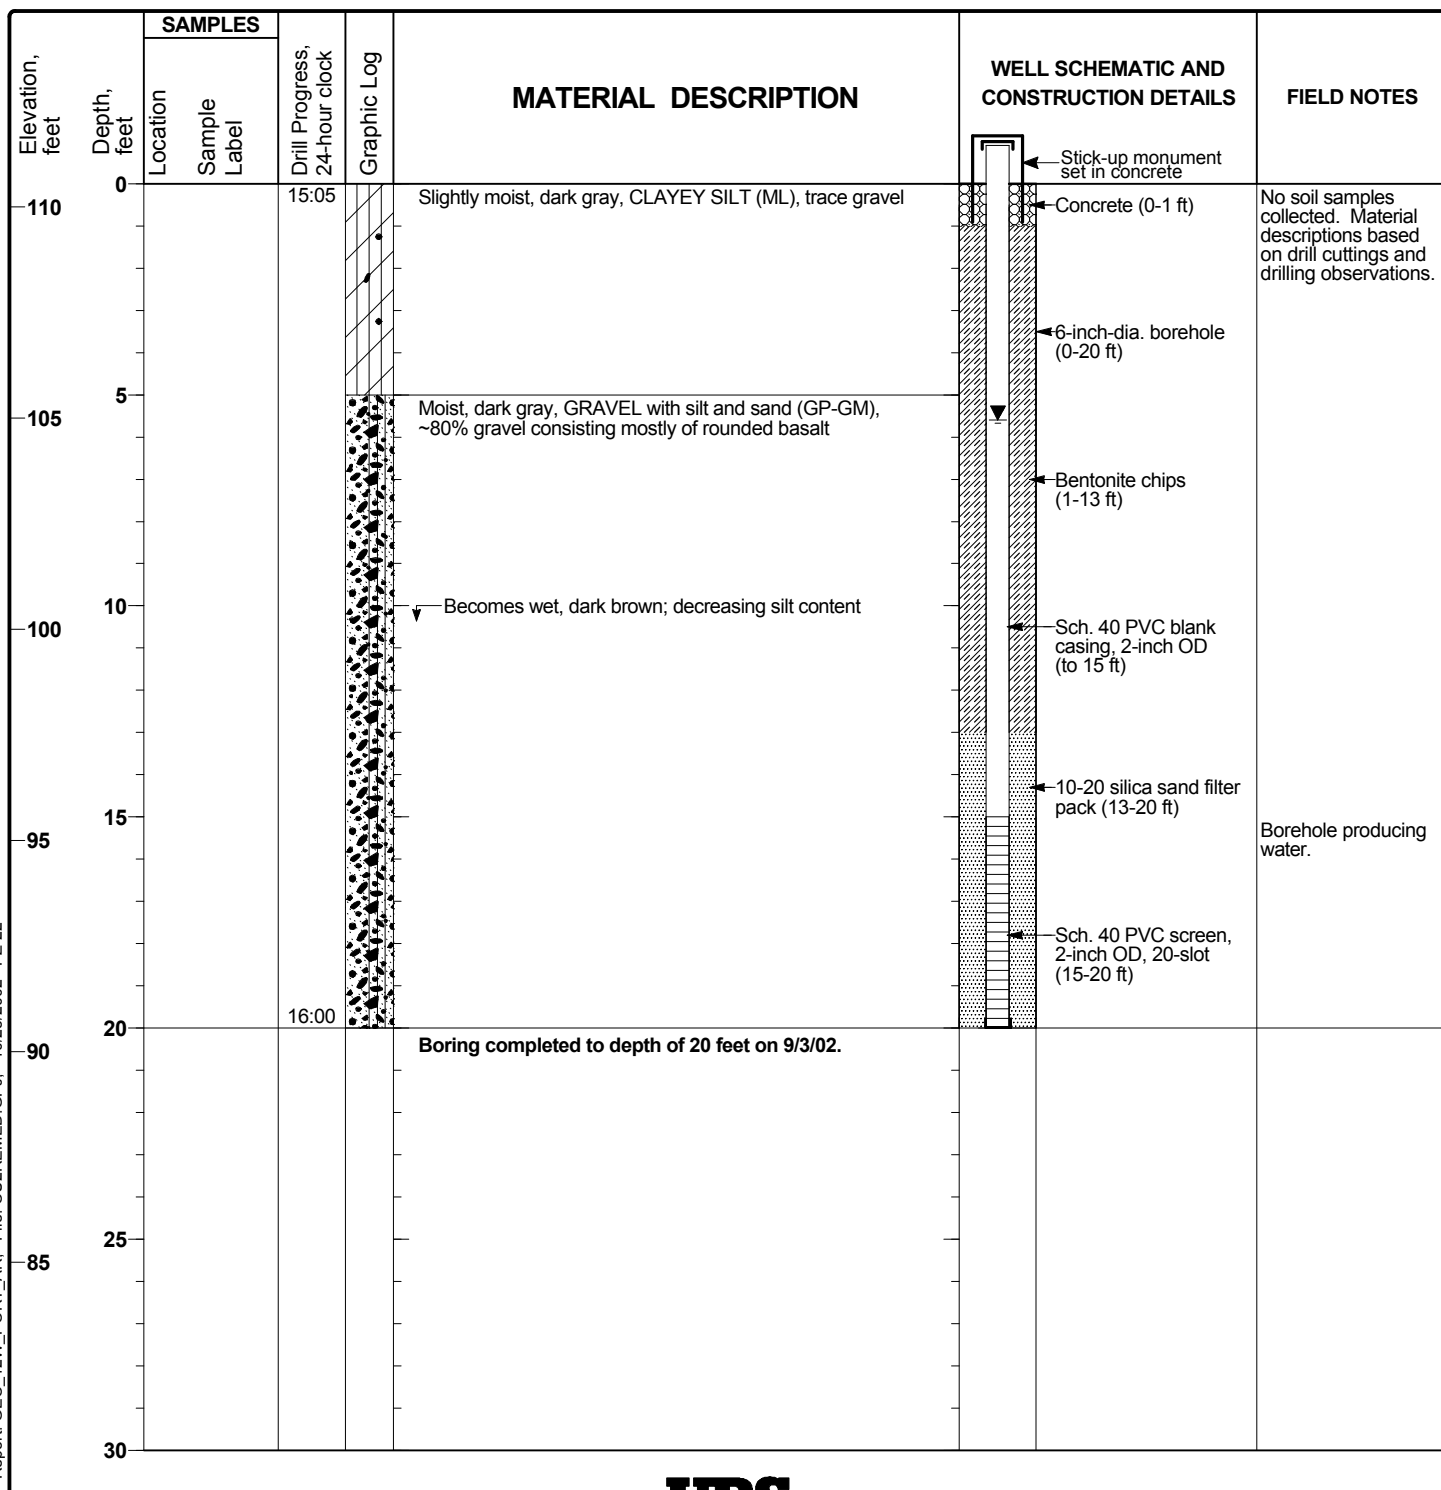 SAMPLES
Elevation,
feet
Depth,
feet
Location
Sample
Label
Drill Progress,
24-hour clock
Graphic Log
MATERIAL DESCRIPTION
WELL SCHEMATIC AND
CONSTRUCTION DETAILS
FIELD NOTES
Stick-up monument
set in concrete
0
15:05
Slightly moist, dark gray, CLAYEY SILT (ML), trace gravel
110
Concrete (0-1 ft)
No soil samples
collected. Material
descriptions based
on drill cuttings and
drilling observations.
6-inch-dia. borehole
(0-20 ft)
5
105
Moist, dark gray, GRAVEL with silt and sand (GP-GM),
~80% gravel consisting mostly of rounded basalt
Bentonite chips
(1-13 ft)
10
Becomes wet, dark brown; decreasing silt content
100
Sch. 40 PVC blank
casing, 2-inch OD
(to 15 ft)
10-20 silica sand filter
pack (13-20 ft)
15
95
Borehole producing
water.
Sch. 40 PVC screen,
2-inch OD, 20-slot
(15-20 ft)
16:00
20
90
Boring completed to depth of 20 feet on 9/3/02.
25
85
30
URS